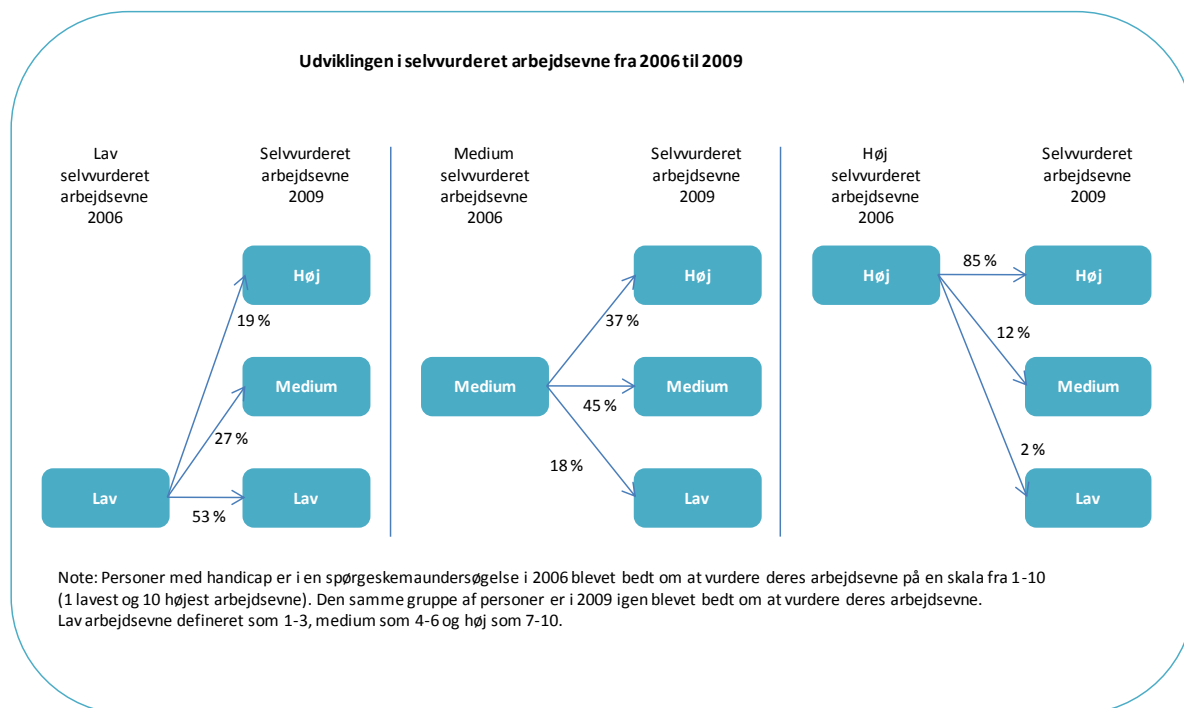 Udviklingen i selvvurderet arbejdsevne fra 2006 til 2009
Lav
selvvurderet
arbejdsevne
2006
Selvvurderet
arbejdsevne
2009
Høj
19 %
Medium
27 %
Lav
Lav
53 %
Medium
selvvurderet
arbejdsevne
2006
Selvvurderet
arbejdsevne
2009
Høj
37 %
Medium
Medium
45 %
18 %
Lav
Høj
selvvurderet
arbejdsevne
2006
Selvvurderet
arbejdsevne
2009
Høj
85 %
Høj
12 %
Medium
2 %
Lav
Note: Personer med handicap er i en spørgeskemaundersøgelse i 2006 blevet bedt om at vurdere deres arbejdsevne på en skala fra 1-10
(1 lavest og 10 højest arbejdsevne). Den samme gruppe af personer er i 2009 igen blevet bedt om at vurdere deres arbejdsevne.
Lav arbejdsevne defineret som 1-3, medium som 4-6 og høj som 7-10.